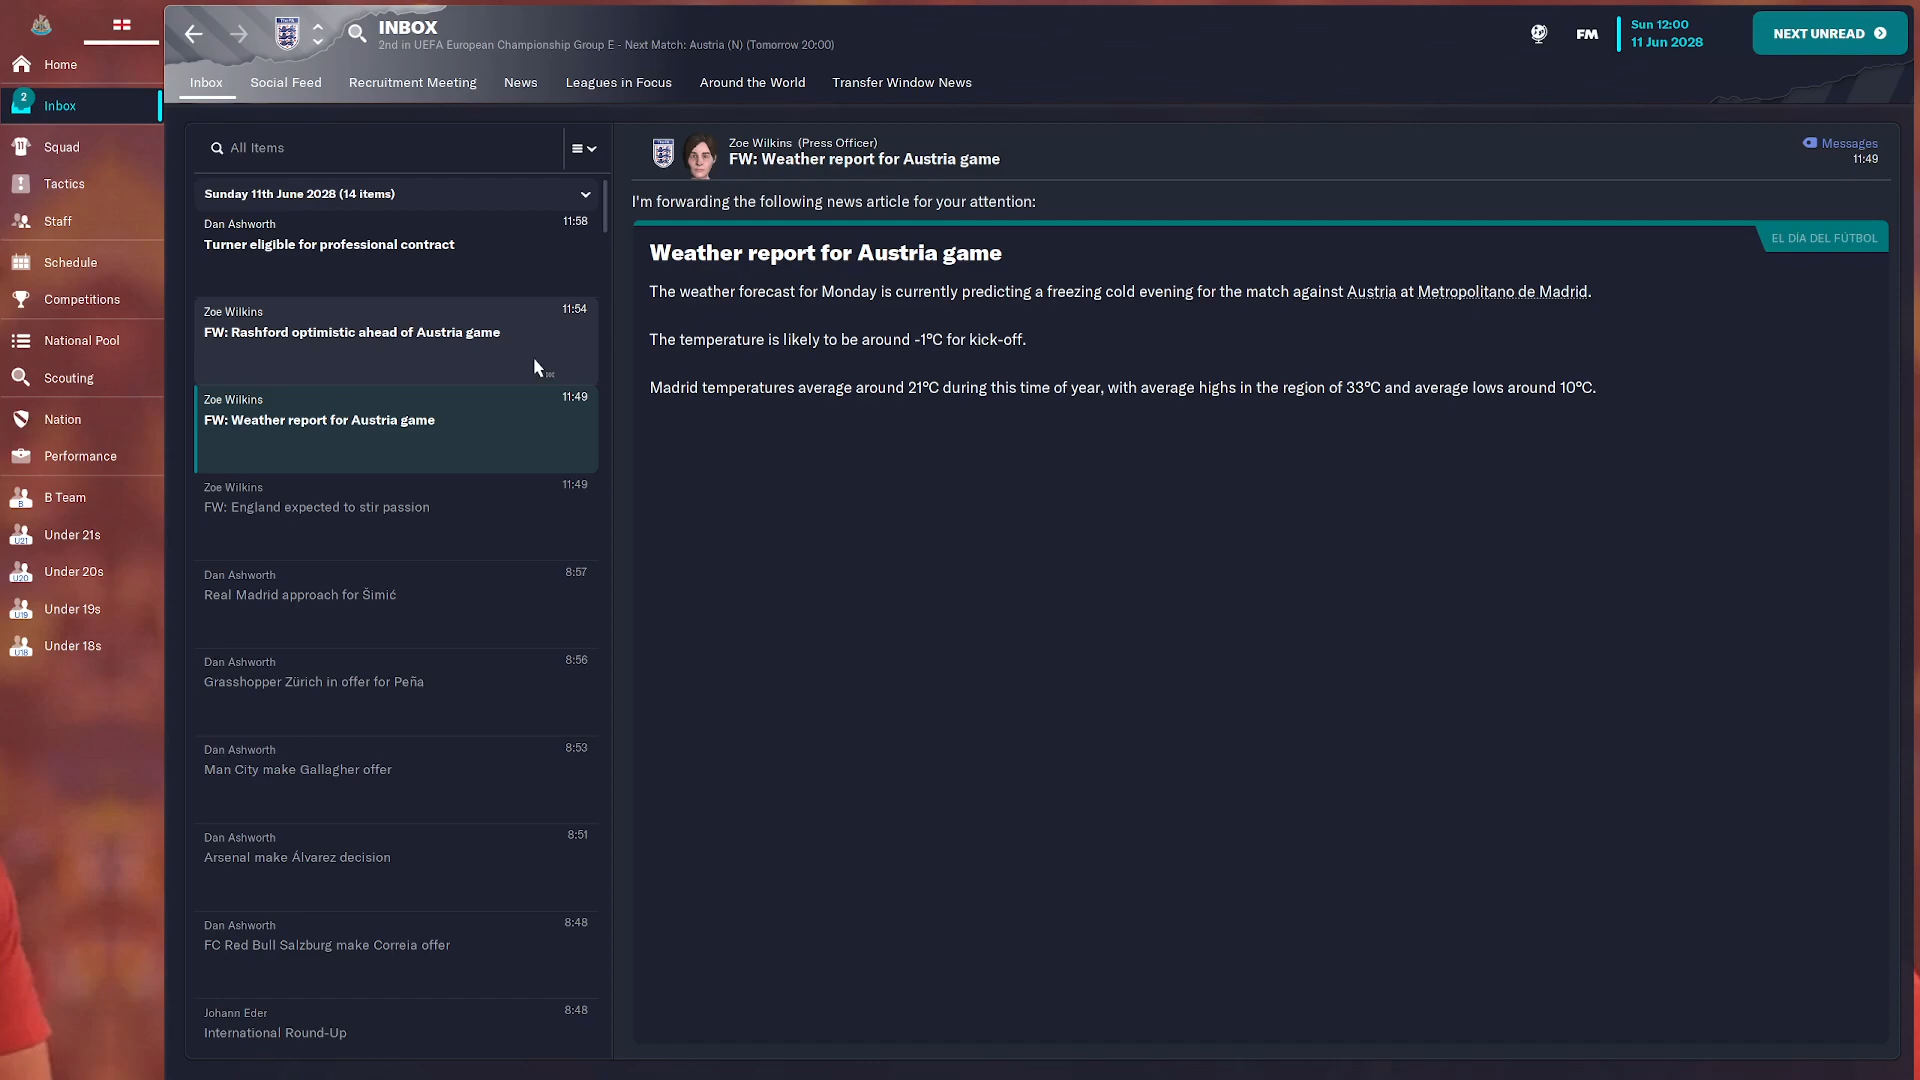 INBOX
2nd in UEFA European Championship Group E - Next Match: Austria (N) (Tomorrow 20:00)
FM
Sun 12:00
11 Jun 2028
NEXT UNREAD
Inbox
Social Feed
Recruitment Meeting
News
Leagues in Focus
Around the World
Transfer Window News
Home
2
Inbox
11
Squad
Tactics
Staff
Schedule
Competitions
National Pool
Scouting
Nation
Performance
B
B Team
U21
Under 21s
U20
Under 20s
U19
Under 19s
U18
Under 18s
All Items
Sunday 11th June 2028 (14 items)
Dan Ashworth
11:58
Turner eligible for professional contract
Zoe Wilkins
11:54
FW: Rashford optimistic ahead of Austria game
Zoe Wilkins
11:49
FW: Weather report for Austria game
Zoe Wilkins
11:49
FW: England expected to stir passion
Dan Ashworth
8:57
Real Madrid approach for Šimić
Dan Ashworth
8:56
Grasshopper Zürich in offer for Peña
Dan Ashworth
8:53
Man City make Gallagher offer
Dan Ashworth
8:51
Arsenal make Álvarez decision
Dan Ashworth
8:48
FC Red Bull Salzburg make Correia offer
Johann Eder
8:48
International Round-Up
Zoe Wilkins (Press Officer)
FW: Weather report for Austria game
Messages
11:49
I'm forwarding the following news article for your attention:
EL DÍA DEL FÚTBOL
Weather report for Austria game
The weather forecast for Monday is currently predicting a freezing cold evening for the match against Austria at Metropolitano de Madrid.
The temperature is likely to be around -1°C for kick-off.
Madrid temperatures average around 21°C during this time of year, with average highs in the region of 33°C and average lows around 10°C.